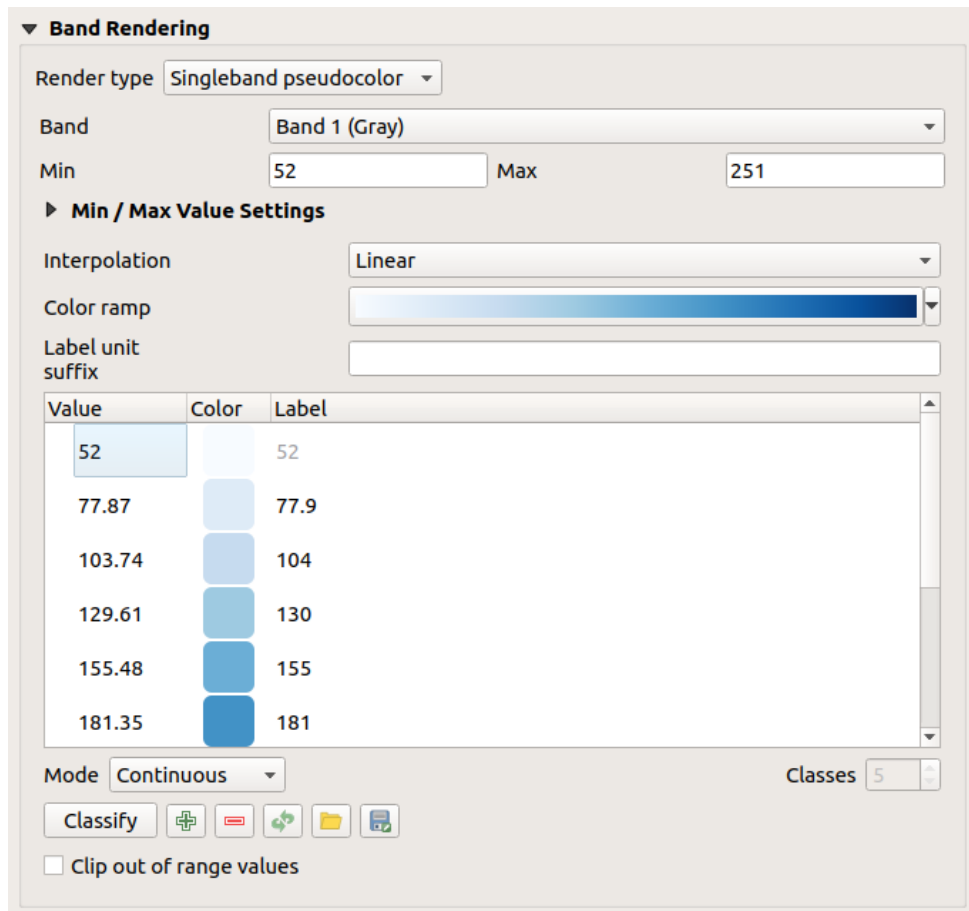 Band Rendering
Render type Singleband pseudocolor
Band Band 1 (Gray)
Min 52 Max 251
Min / Max Value Settings
Interpolation Linear
Color ramp
Label unit
suffix
Value Color Label
52 52
77.87 77.9
103.74 104
129.61 130
155.48 155
181.35 181
Mode Continuous Classes 5
Classify
Clip out of range values